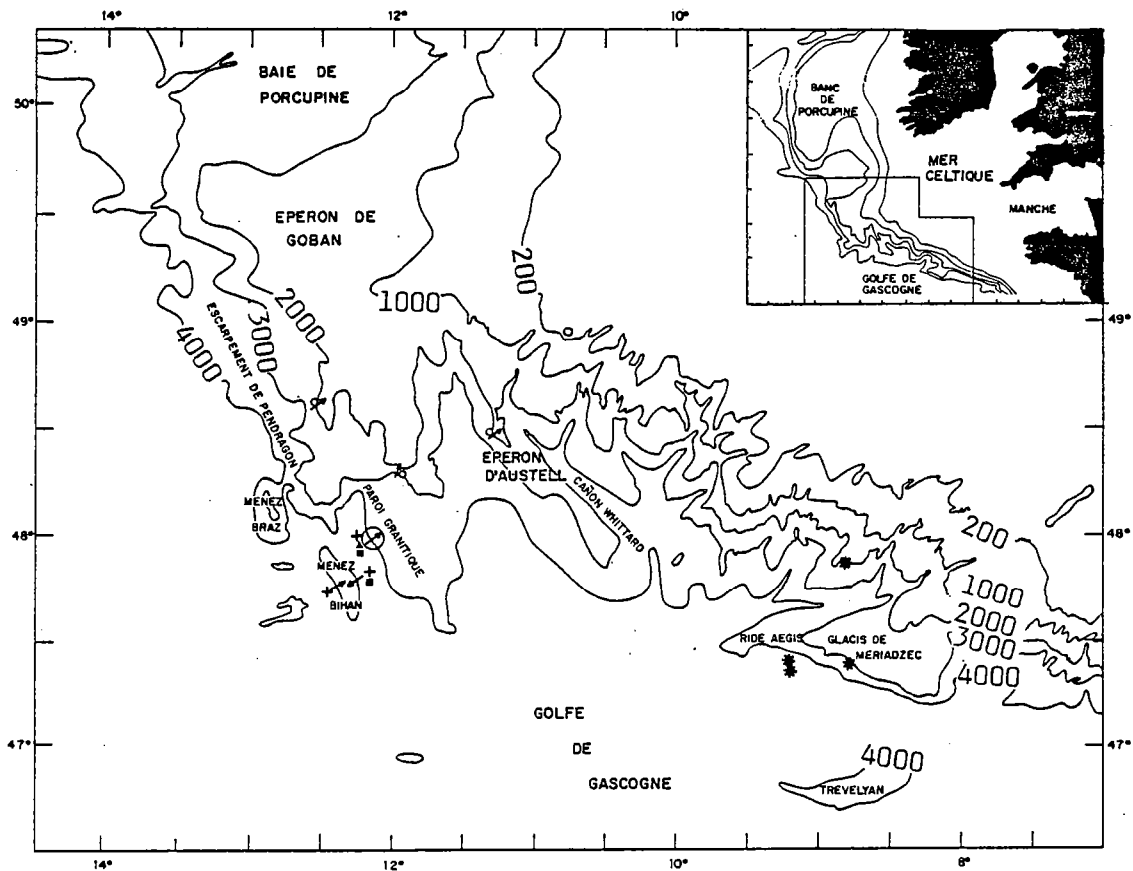 12°
10°
BAIE DE
PORCUPINE
50°
BANC
DE
PORCUPINE
MER
CELTIQUE
MANCHE
GOLFE DE
GASCOGNE
EPERON DE
GOBAN
200
1000
2000
3000
4000
49°
49°
ESCARPEMENT DE PENDRAGON
EPERON
D'AUSTELL
CAÑON WHITTARD
PAROI GRANITIQUE
MENEZ
BRAZ
48°
48°
MENEZ
BIHAN
200
1000
2000
3000
4000
RIDE AEGIS
GLACIS DE
MERIADZEC
GOLFE
DE
GASCOGNE
47°
47°
4000
TREVELYAN
14°
12°
10°
8°